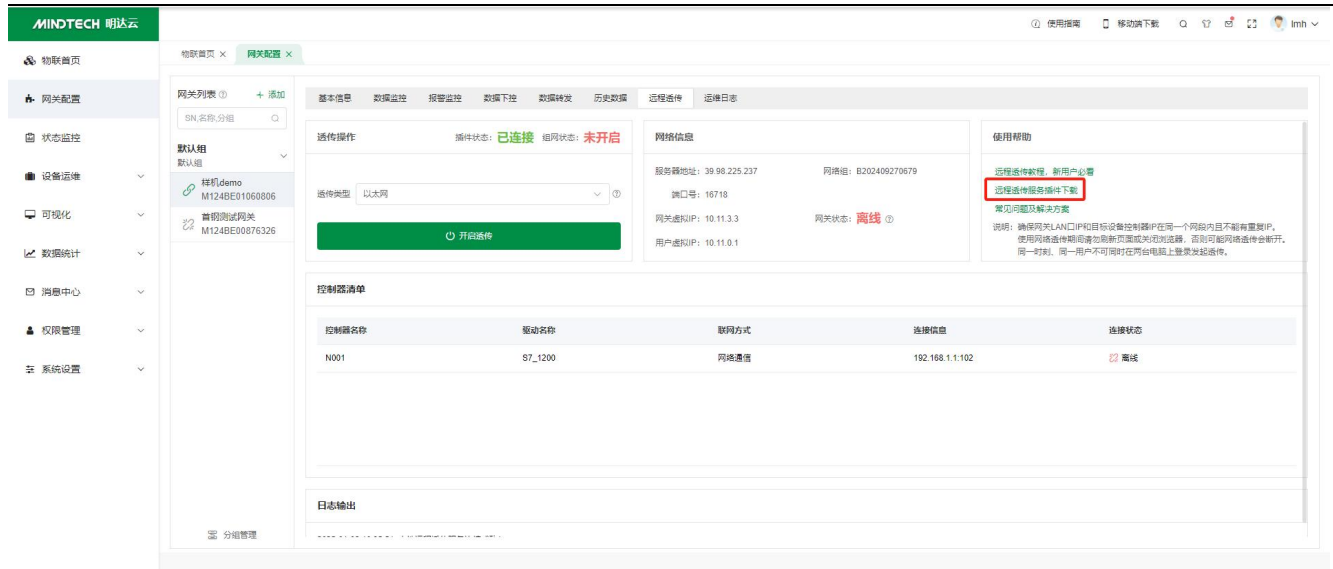 MINDTECH 明达云
使用指南 移动端下载 lmh
物联首页
网关配置
状态监控
设备运维
可视化
数据统计
消息中心
权限管理
系统设置
物联首页 × 网关配置 ×
网关列表 + 添加
SN,名称,分组
默认组
默认组
样机demo
M124BE01060806
首钢测试网关
M124BE00876326
分组管理
基本信息 数据监控 报警监控 数据下控 数据转发 历史数据 远程透传 运维日志
透传操作 插件状态: 已连接 组网状态: 未开启
透传类型 以太网
开启透传
网络信息
服务器地址: 39.98.225.237 网络组: B202409270679
端口号: 16718
网关虚拟IP: 10.11.3.3 网关状态: 离线
用户虚拟IP: 10.11.0.1
使用帮助
远程透传教程，新用户必看
远程透传服务插件下载
常见问题及解决方案
说明: 确保网关LAN口IP和目标设备控制器IP在同一个网段内且不能有重复IP。
使用网络透传期间请勿刷新页面或关闭浏览器，否则可能网络透传会断开。
同一时刻，同一用户不可同时在两台电脑上登录发起透传。
控制器清单
控制器名称 驱动名称 联网方式 连接信息 连接状态
N001 S7_1200 网络通信 192.168.1.1:102 离线
日志输出